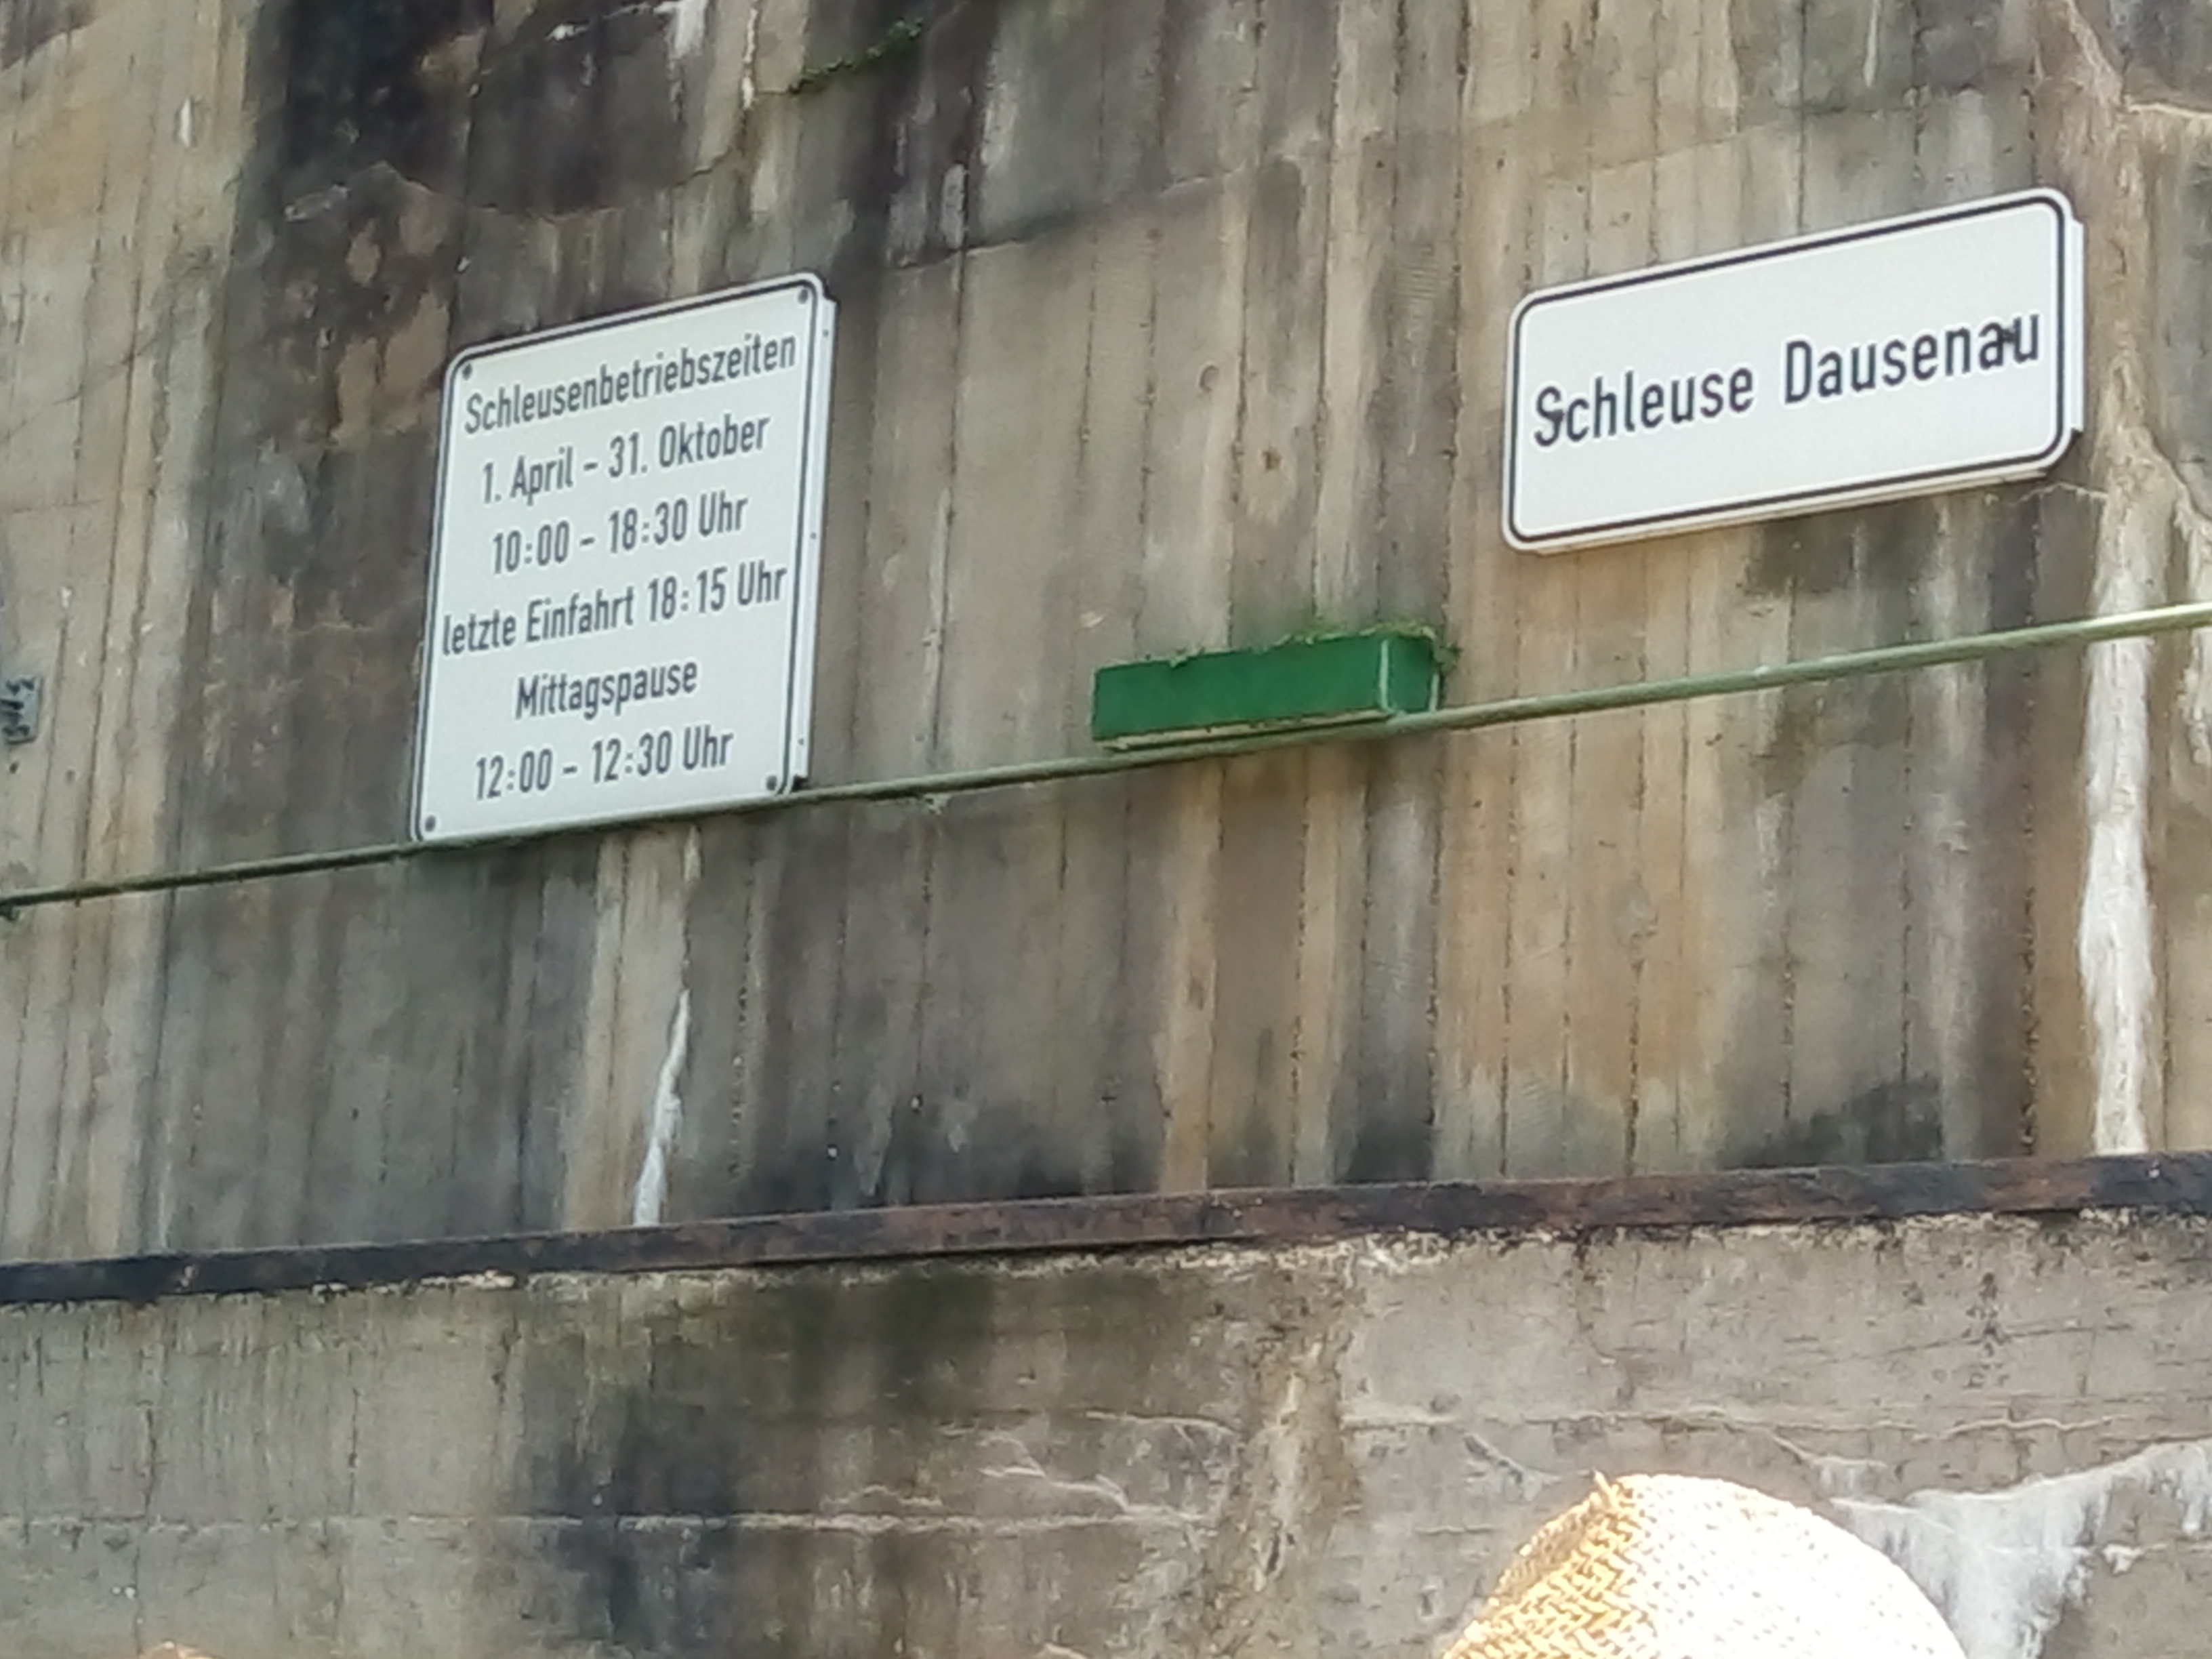 Schleusenbetriebszeiten
1. April - 31. Oktober
10:00 - 18:30 Uhr
letzte Einfahrt 18:15 Uhr
Mittagspause
12:00 - 12:30 Uhr
Schleuse Dausenau